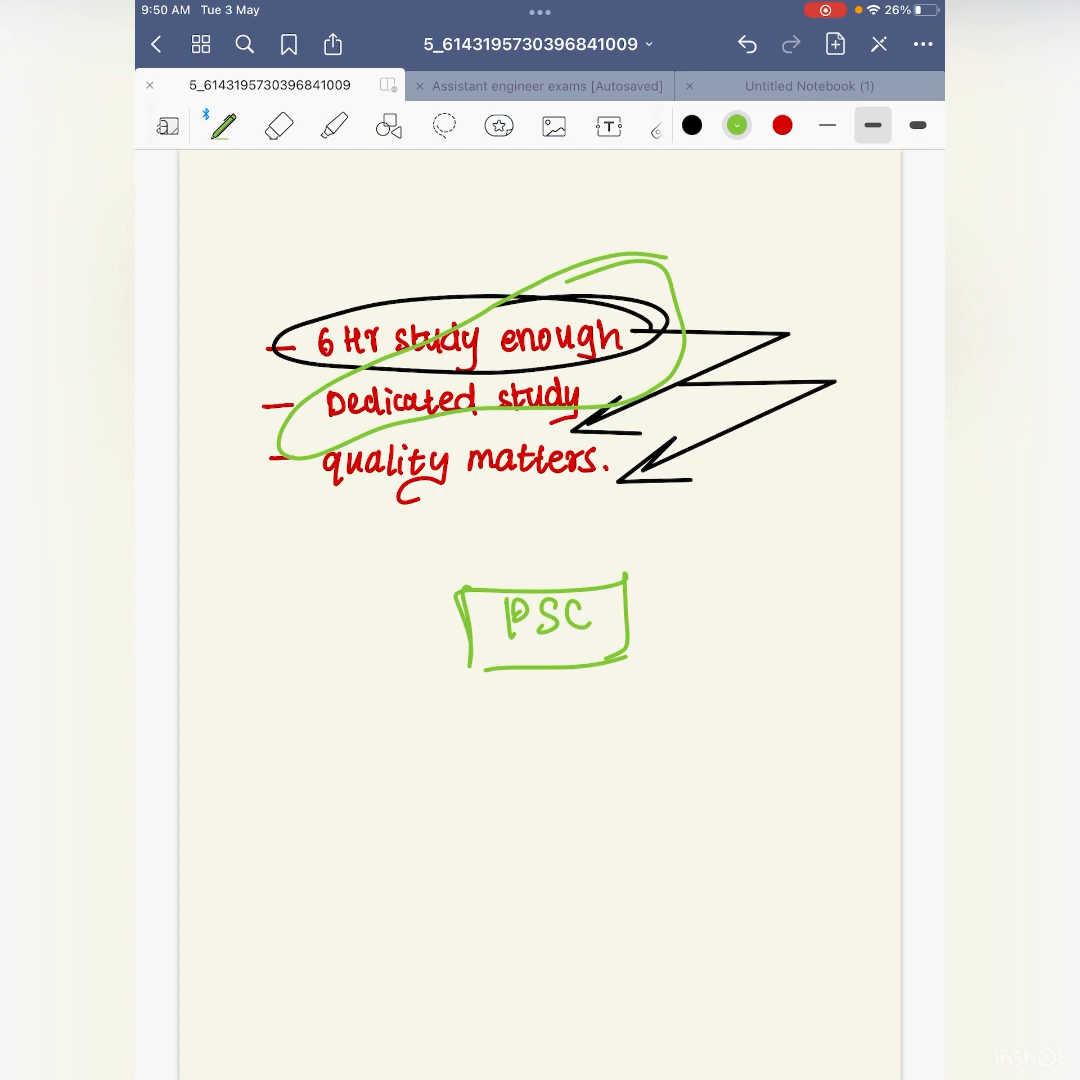 9:50 AM Tue 3 May
26%
5_6143195730396841009
5_6143195730396841009
Assistant engineer exams [Autosaved]
Untitled Notebook (1)
T
- 6 Hr study enough
- Dedicated study
- quality matters.
PSC
InShOt